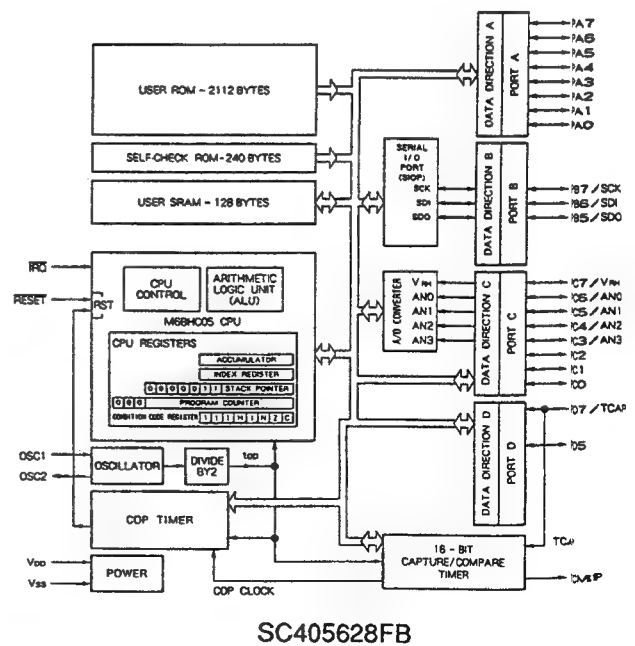 USER ROM – 2112 BYTES
SELF-CHECK ROM-240 BYTES
USER SRAM – 128 BYTES
IRQ
RESET
RST
CPU CONTROL
ARITHMETIC LOGIC UNIT (ALU)
M68HC05 CPU
CPU REGISTERS
ACCUMULATOR
INDEX REGISTER
0 0 0 0 0 1 1 STACK POINTER
0 0 0 PROGRAM COUNTER
CONDITION CODE REGISTER 1 1 1 H I N Z C
OSC1
OSC2
OSCILLATOR
DIVIDE BY2
COP TIMER
VDD
VSS
POWER
COP CLOCK
DATA DIRECTION A
PORT A
PA7
PA6
PA5
PA4
PA3
PA2
PA1
PA0
SERIAL I/O PORT (SIOP)
SCK
SDI
SDO
DATA DIRECTION B
PORT B
PB7/SCK
PB6/SDI
PB5/SDO
A/D CONVERTER
VRH
AN0
AN1
AN2
AN3
DATA DIRECTION C
PORT C
PC7/VRH
PC6/AN0
PC5/AN1
PC4/AN2
PC3/AN3
PC2
PC1
PC0
DATA DIRECTION D
PORT D
PD7/TCAP
PD5
16 - BIT CAPTURE/COMPARE TIMER
SC405628FB